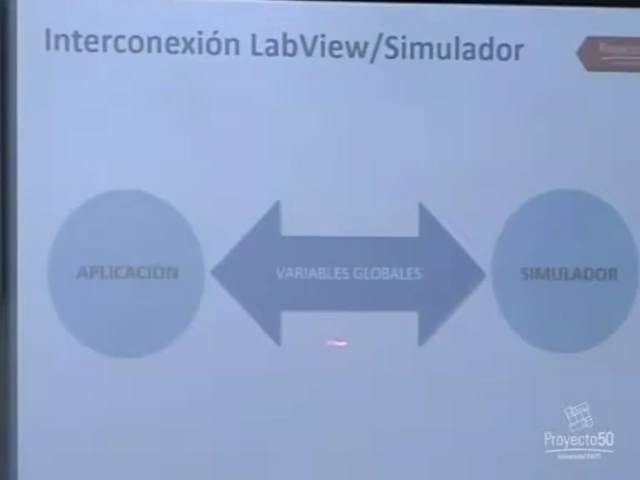 Interconexión LabView/Simulador
APLICACIÓN
VARIABLES GLOBALES
SIMULADOR
Proyecto50